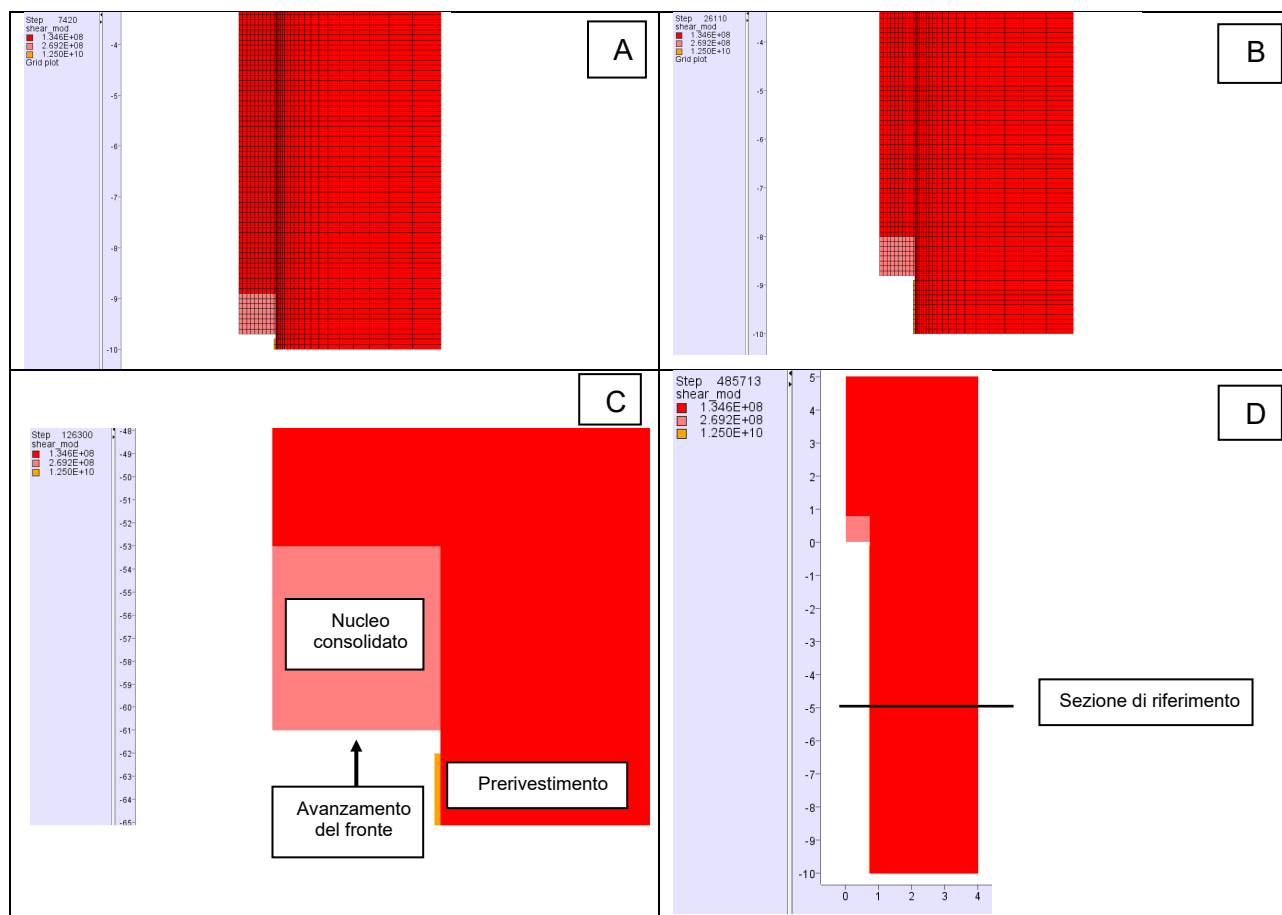 Step 7420
shear_mod
1.346E+08
2.692E+08
1.250E+10
Grid plot
-4
-5
-6
-7
-8
-9
-10
A
Step 26110
shear_mod
1.346E+08
2.692E+08
1.250E+10
Grid plot
-4
-5
-6
-7
-8
-9
-10
B
Step 126300
shear_mod
1.346E+08
2.692E+08
1.250E+10
-48
-49
-50
-51
-52
-53
-54
-55
-56
-57
-58
-59
-60
-61
-62
-63
-64
-65
C
Nucleo
consolidato
Prerivestimento
Avanzamento
del fronte
Step 485713
shear_mod
1.346E+08
2.692E+08
1.250E+10
5
4
3
2
1
0
-1
-2
-3
-4
-5
-6
-7
-8
-9
-10
0 1 2 3 4
D
Sezione di riferimento